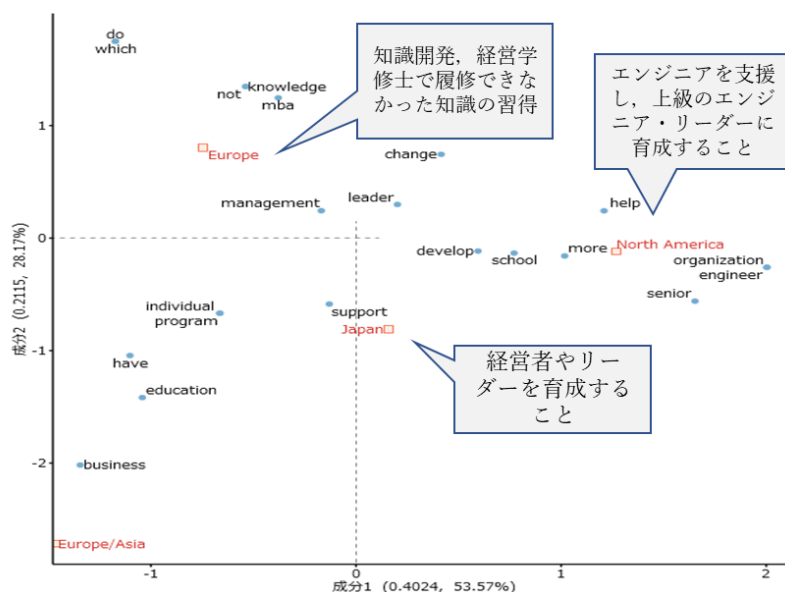 do
which
知識開発，経営学
修士で履修できな
かった知識の習得
エンジニアを支援
し，上級のエンジ
ニア・リーダーに
育成すること
not
knowledge
mba
1
Europe
change
management
leader
help
0
develop
school
more
North America
organization
engineer
senior
individual
program
support
Japan
-1
have
経営者やリー
ダーを育成する
こと
education
-2
business
Europe/Asia
-1
0
1
2
成分1 (0.4024, 53.57%)
成分2 (0.2115, 28.17%)